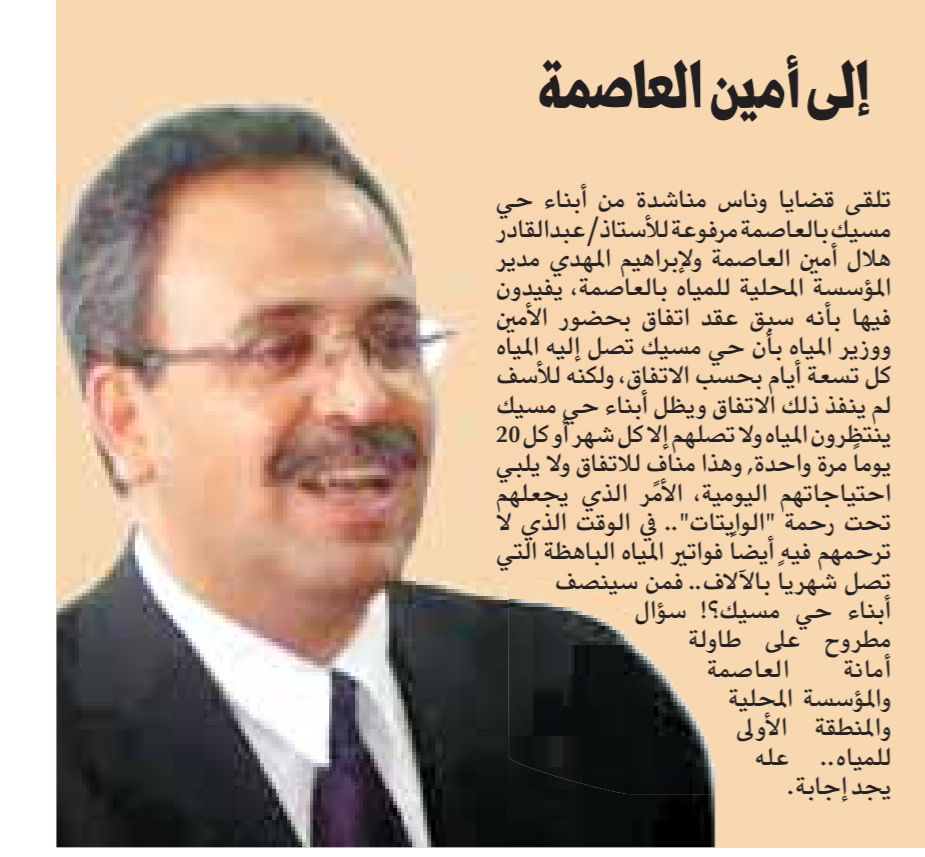 إلى أمين العاصمة
تلقى قضايا وناس مناشدة من أبناء حي
مسيك بالعاصمة مرفوعة للأستاذ/ عبدالقادر
هلال أمين العاصمة ولإبراهيم المهدي مدير
المؤسسة المحلية للمياه بالعاصمة، يفيدون
فيها بأنه سبق عقد اتفاق بحضور الأمين
ووزير المياه بأن حي مسيك تصل إليه المياه
كل تسعة أيام بحسب الاتفاق، ولكنه للأسف
لم ينفذ ذلك الاتفاق ويظل أبناء حي مسيك
ينتظرون المياه ولا تصلهم إلا كل شهر أو كل 20
يوماً مرة واحدة, وهذا مناف للاتفاق ولا يلبي
احتياجاتهم اليومية، الأمر الذي يجعلهم
تحت رحمة "الوايتات".. في الوقت الذي لا
ترحمهم فيه أيضاً فواتير المياه الباهظة التي
تصل شهرياً بالآلاف.. فمن سينصف
أبناء حي مسيك؟! سؤال
مطروح على طاولة
أمانة العاصمة
والمؤسسة المحلية
والمنطقة الأولى
للمياه.. عله
يجد إجابة.